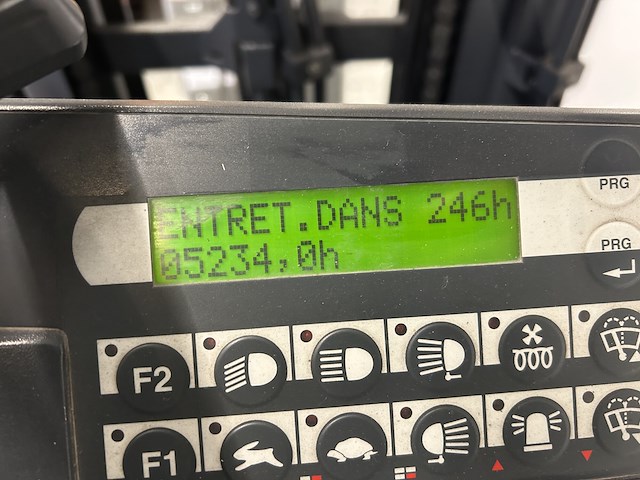 ENTRET.DANS 246h
05234,0h
PRG
PRG
F2
F1